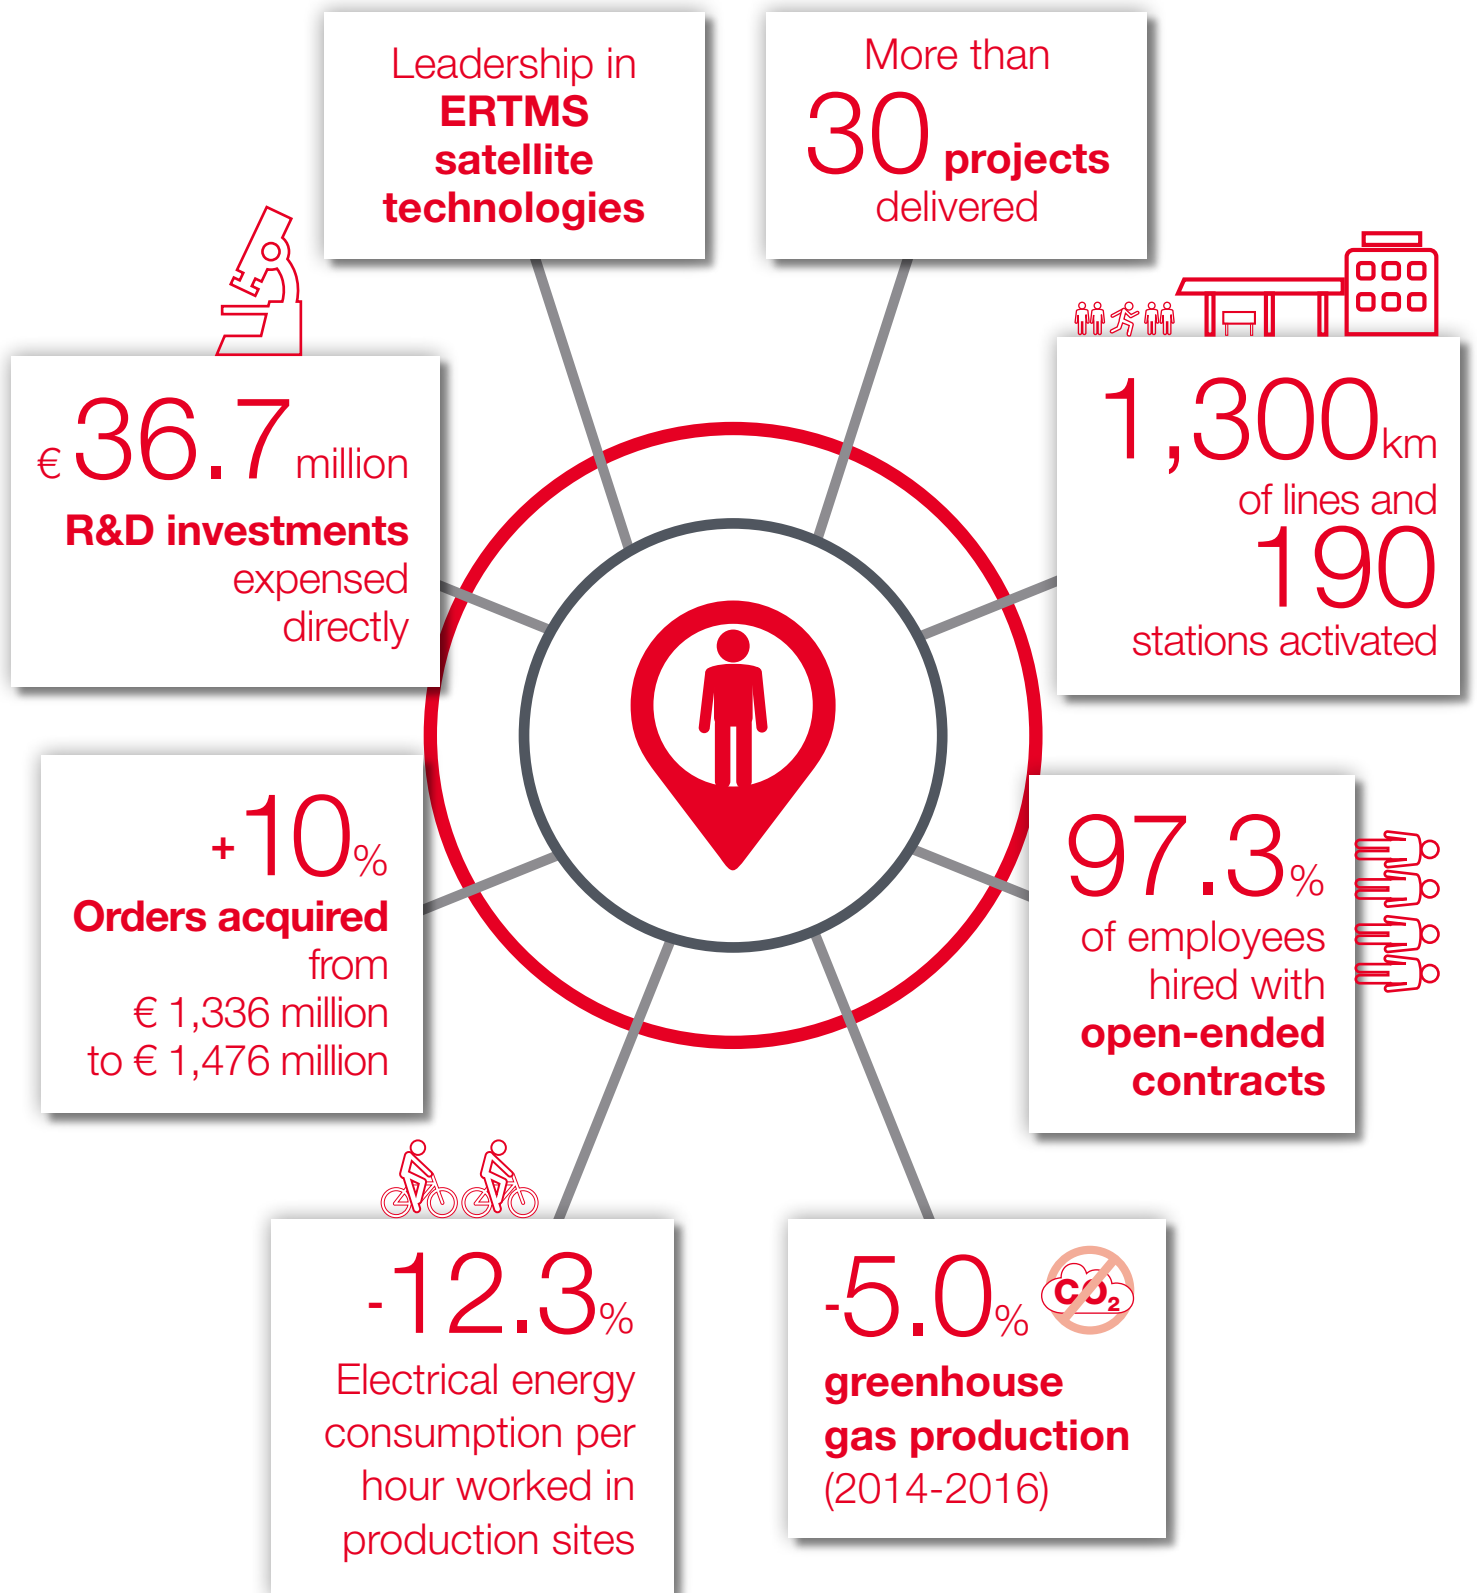 Leadership in
ERTMS
satellite
technologies
More than
30 projects
delivered
€ 36.7 million
R&D investments
expensed
directly
1,300 km
of lines and
190
stations activated
+10%
Orders acquired
from
€ 1,336 million
to € 1,476 million
97.3%
of employees
hired with
open-ended
contracts
-12.3%
Electrical energy
consumption per
hour worked in
production sites
-5.0%
CO₂
greenhouse
gas production
(2014-2016)